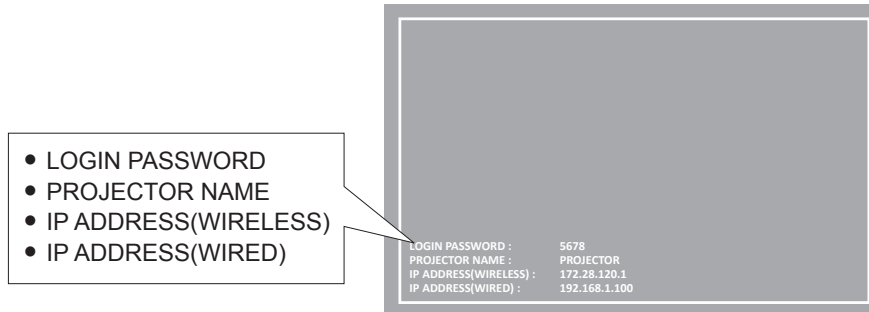 • LOGIN PASSWORD
• PROJECTOR NAME
• IP ADDRESS(WIRELESS)
• IP ADDRESS(WIRED)
LOGIN PASSWORD : 5678
PROJECTOR NAME : PROJECTOR
IP ADDRESS(WIRELESS) : 172.28.120.1
IP ADDRESS(WIRED) : 192.168.1.100